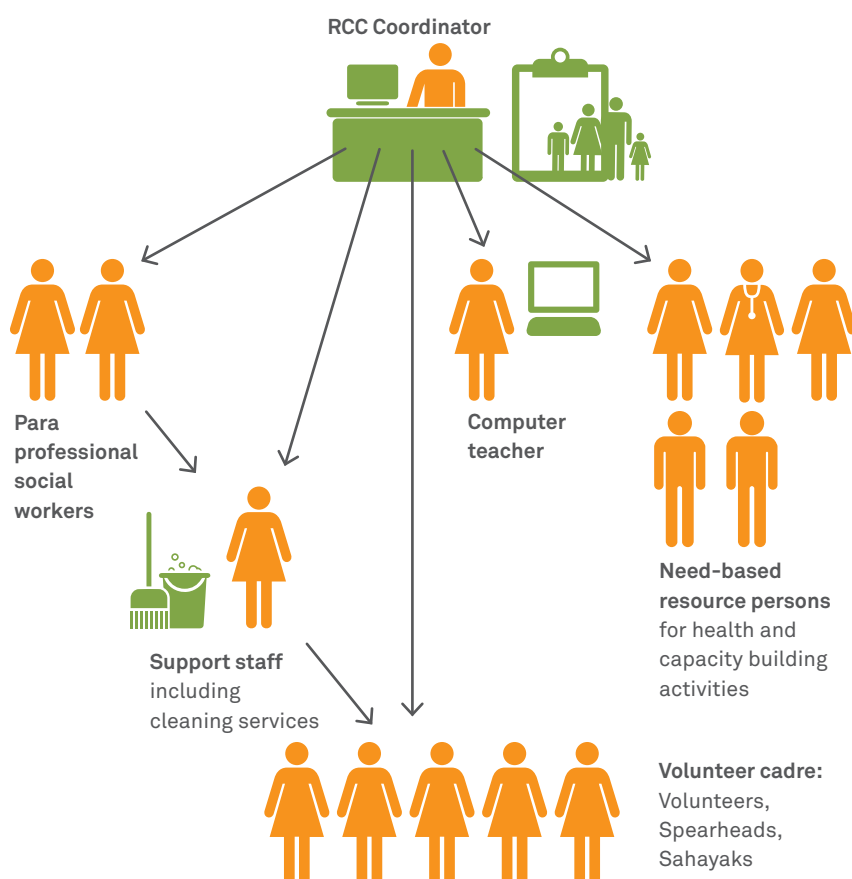 RCC Coordinator
Para
professional
social
workers
Computer
teacher
Need-based
resource persons
for health and
capacity building
activities
Support staff
including
cleaning services
Volunteer cadre:
Volunteers,
Spearheads,
Sahayaks